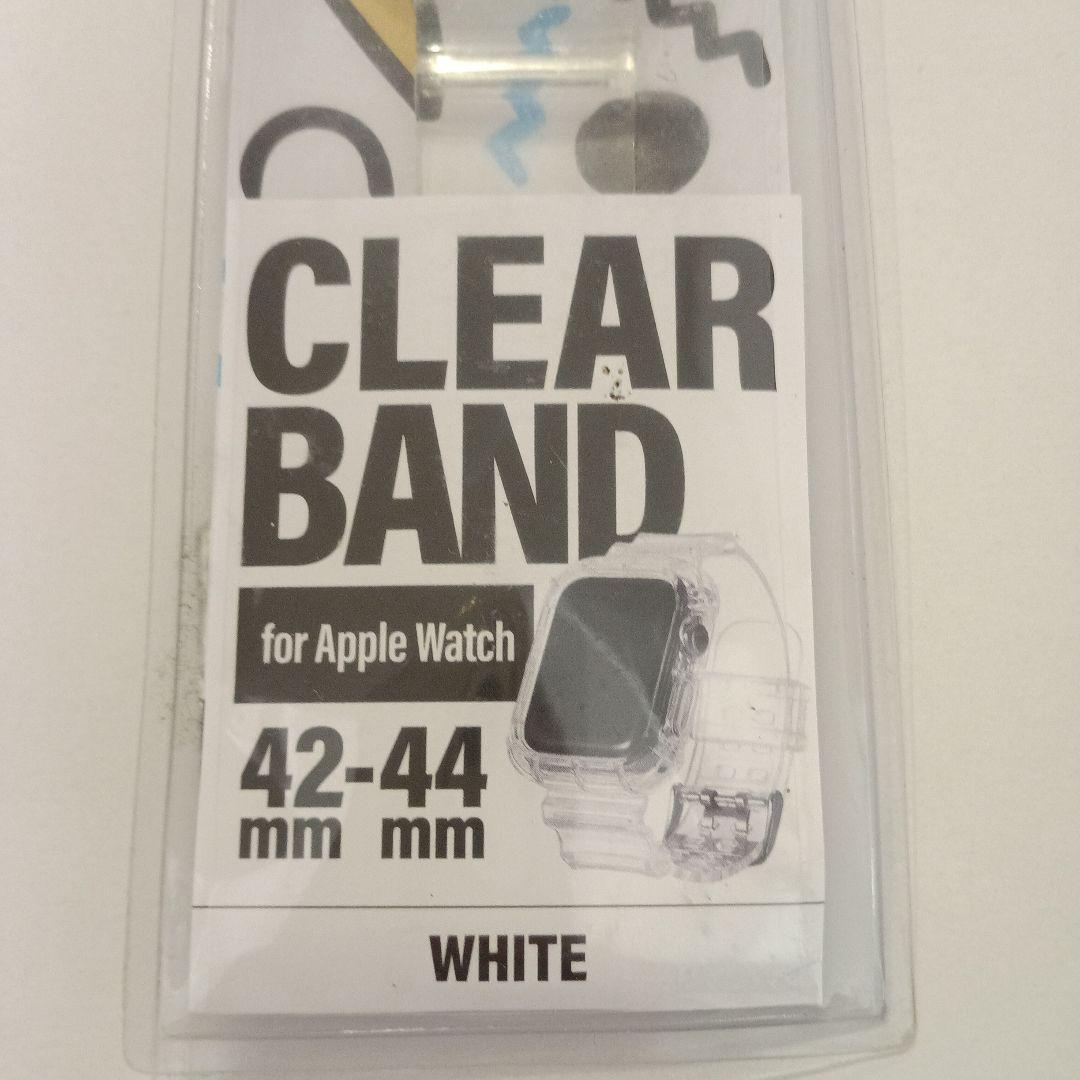 CLEAR
BAND
for Apple Watch
42-44
mm mm
WHITE